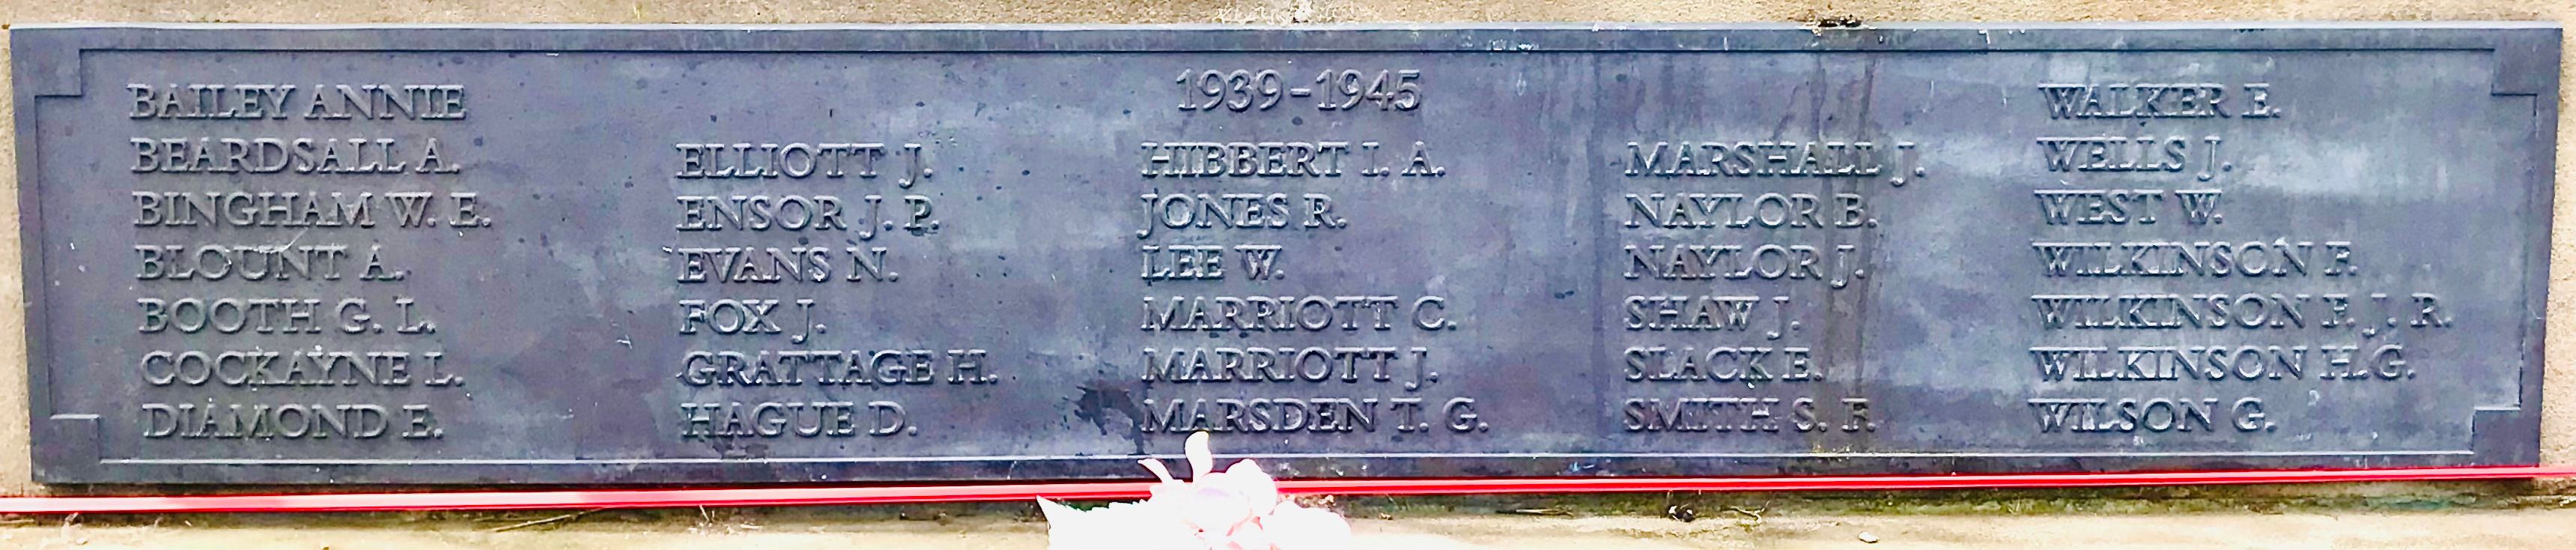 1939-1945
BAILEY ANNIE
BEARDSALL A.
BINGHAM W. E.
BLOUNT A.
BOOTH G. L.
COCKAYNE L.
DIAMOND E.
ELLIOTT J.
ENSOR J. P.
EVANS N.
FOX J.
GRATTAGE H.
HAGUE D.
HIBBERT I. A.
JONES R.
LEE W.
MARRIOTT C.
MARRIOTT J.
MARSDEN T. G.
MARSHALL J.
NAYLOR B.
NAYLOR J.
SHAW J.
SLACK E.
SMITH S. F.
WALKER E.
WELLS J.
WEST W.
WILKINSON F.
WILKINSON F. J. R.
WILKINSON H.G.
WILSON G.